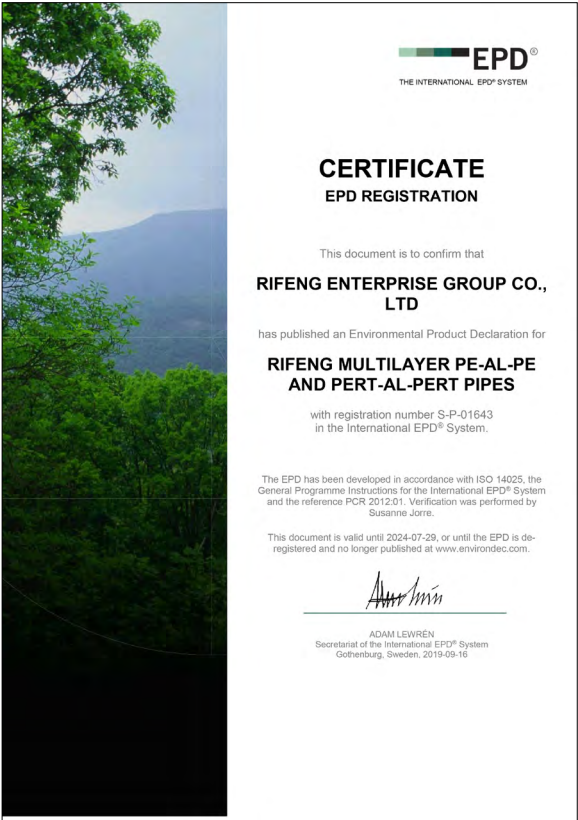 EPD®
THE INTERNATIONAL EPD® SYSTEM
CERTIFICATE
EPD REGISTRATION
This document is to confirm that
RIFENG ENTERPRISE GROUP CO.,
LTD
has published an Environmental Product Declaration for
RIFENG MULTILAYER PE-AL-PE
AND PERT-AL-PERT PIPES
with registration number S-P-01643
in the International EPD® System.
The EPD has been developed in accordance with ISO 14025, the
General Programme Instructions for the International EPD® System
and the reference PCR 2012:01. Verification was performed by
Susanne Jorre.
This document is valid until 2024-07-29, or until the EPD is de-
registered and no longer published at www.environdec.com.
ADAM LEWRÉN
Secretariat of the International EPD® System
Gothenburg, Sweden, 2019-09-16